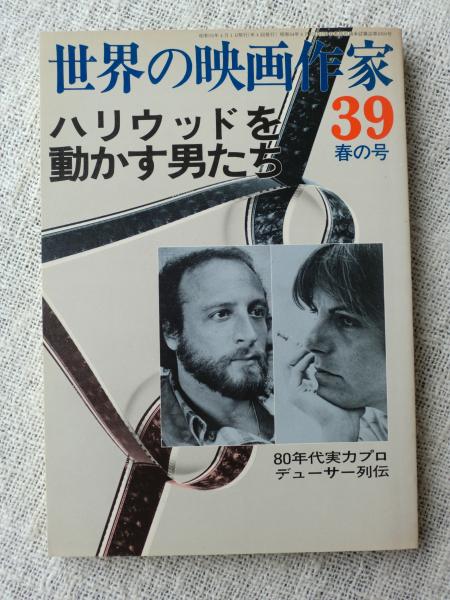 世界の映画作家
39
春の号
ハリウッドを
動かす男たち
80年代実力プロ
デューサー列伝